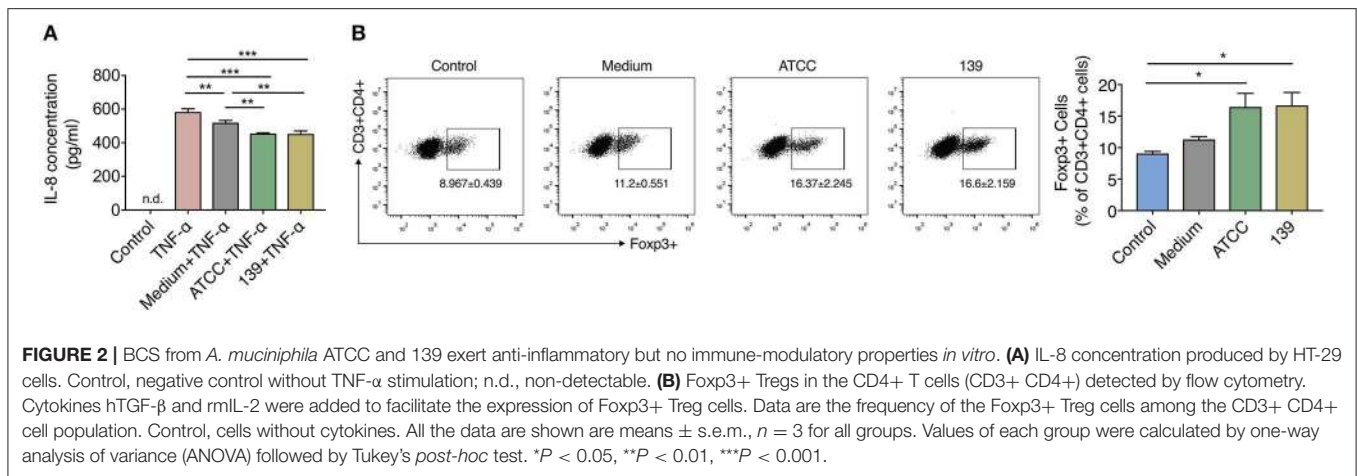 A
IL-8 concentration
(pg/ml)
800
600
400
200
0
n.d.
***
***
**
**
**
Control
TNF-α
Medium+TNF-α
ATCC+TNF-α
139+TNF-α
B
Control
Medium
ATCC
139
CD3+CD4+
10⁷
10⁶
10⁵
10⁴
10³
10²
10¹
8.967±0.439
11.2±0.551
16.37±2.245
16.6±2.159
Foxp3+
Foxp3+ Cells
(% of CD3+CD4+ cells)
20
15
10
5
0
*
*
Control
Medium
ATCC
139
FIGURE 2 | BCS from A. muciniphila ATCC and 139 exert anti-inflammatory but no immune-modulatory properties in vitro. (A) IL-8 concentration produced by HT-29
cells. Control, negative control without TNF-α stimulation; n.d., non-detectable. (B) Foxp3+ Tregs in the CD4+ T cells (CD3+ CD4+) detected by flow cytometry.
Cytokines hTGF-β and rmIL-2 were added to facilitate the expression of Foxp3+ Treg cells. Data are the frequency of the Foxp3+ Treg cells among the CD3+ CD4+
cell population. Control, cells without cytokines. All the data are shown are means ± s.e.m., n = 3 for all groups. Values of each group were calculated by one-way
analysis of variance (ANOVA) followed by Tukey's post-hoc test. *P < 0.05, **P < 0.01, ***P < 0.001.